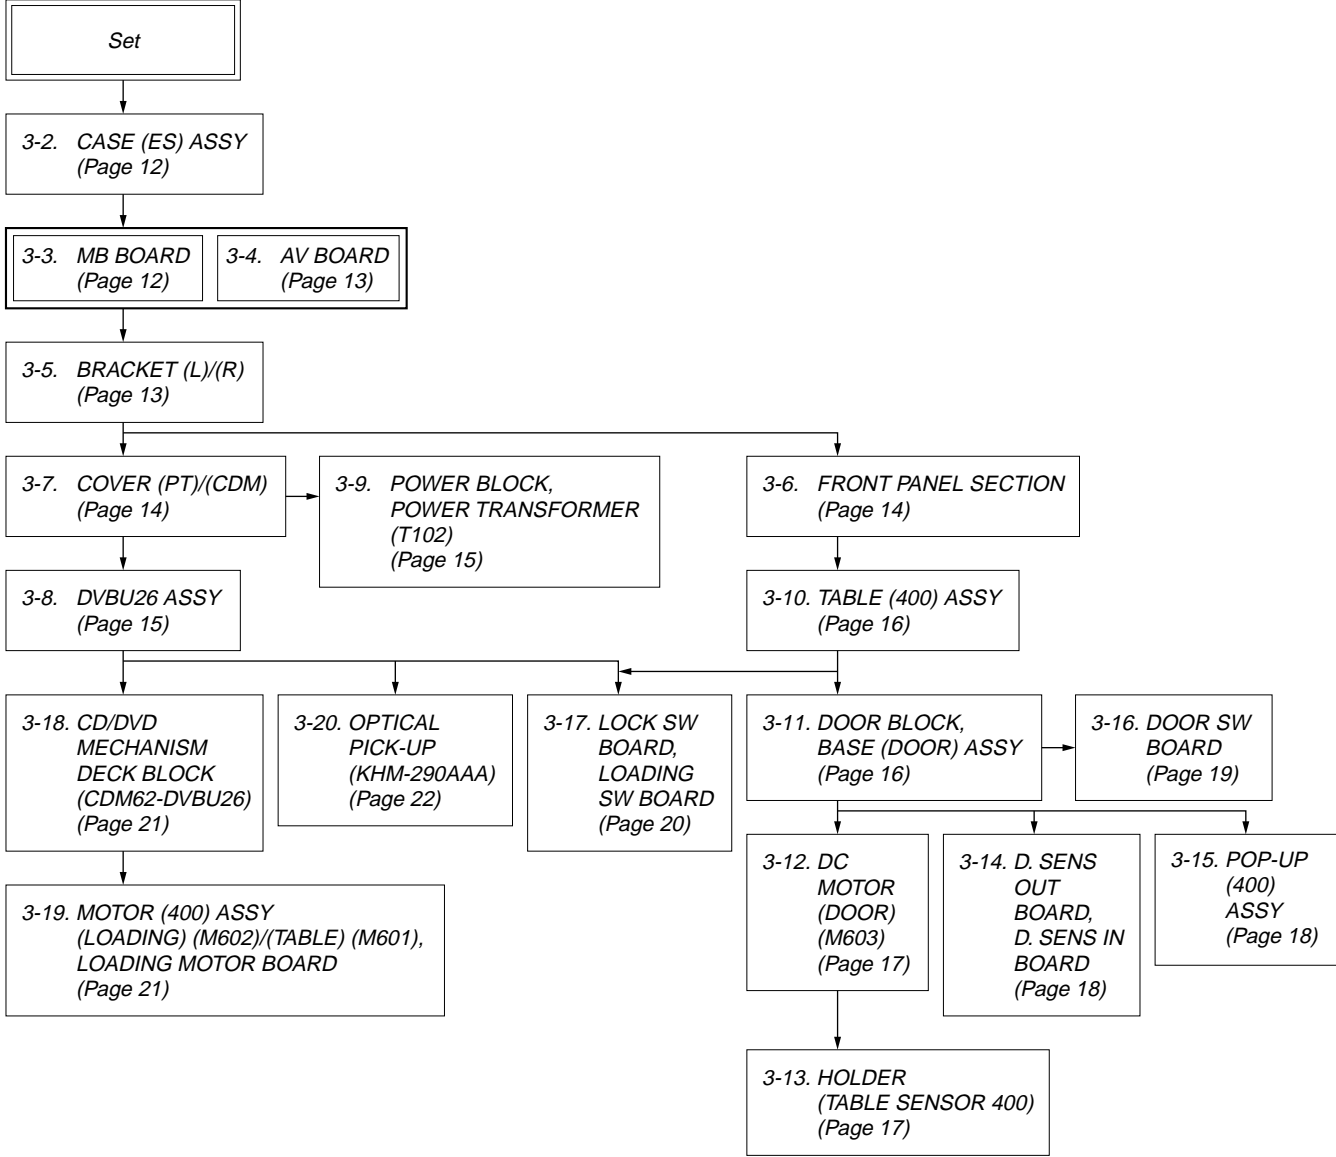 Set
3-2. CASE (ES) ASSY
(Page 12)
3-3. MB BOARD
(Page 12)
3-4. AV BOARD
(Page 13)
3-5. BRACKET (L)/(R)
(Page 13)
3-7. COVER (PT)/(CDM)
(Page 14)
3-9. POWER BLOCK,
POWER TRANSFORMER
(T102)
(Page 15)
3-6. FRONT PANEL SECTION
(Page 14)
3-8. DVBU26 ASSY
(Page 15)
3-10. TABLE (400) ASSY
(Page 16)
3-18. CD/DVD
MECHANISM
DECK BLOCK
(CDM62-DVBU26)
(Page 21)
3-20. OPTICAL
PICK-UP
(KHM-290AAA)
(Page 22)
3-17. LOCK SW
BOARD,
LOADING
SW BOARD
(Page 20)
3-11. DOOR BLOCK,
BASE (DOOR) ASSY
(Page 16)
3-16. DOOR SW
BOARD
(Page 19)
3-12. DC
MOTOR
(DOOR)
(M603)
(Page 17)
3-14. D. SENS
OUT
BOARD,
D. SENS IN
BOARD
(Page 18)
3-15. POP-UP
(400)
ASSY
(Page 18)
3-19. MOTOR (400) ASSY
(LOADING) (M602)/(TABLE) (M601),
LOADING MOTOR BOARD
(Page 21)
3-13. HOLDER
(TABLE SENSOR 400)
(Page 17)